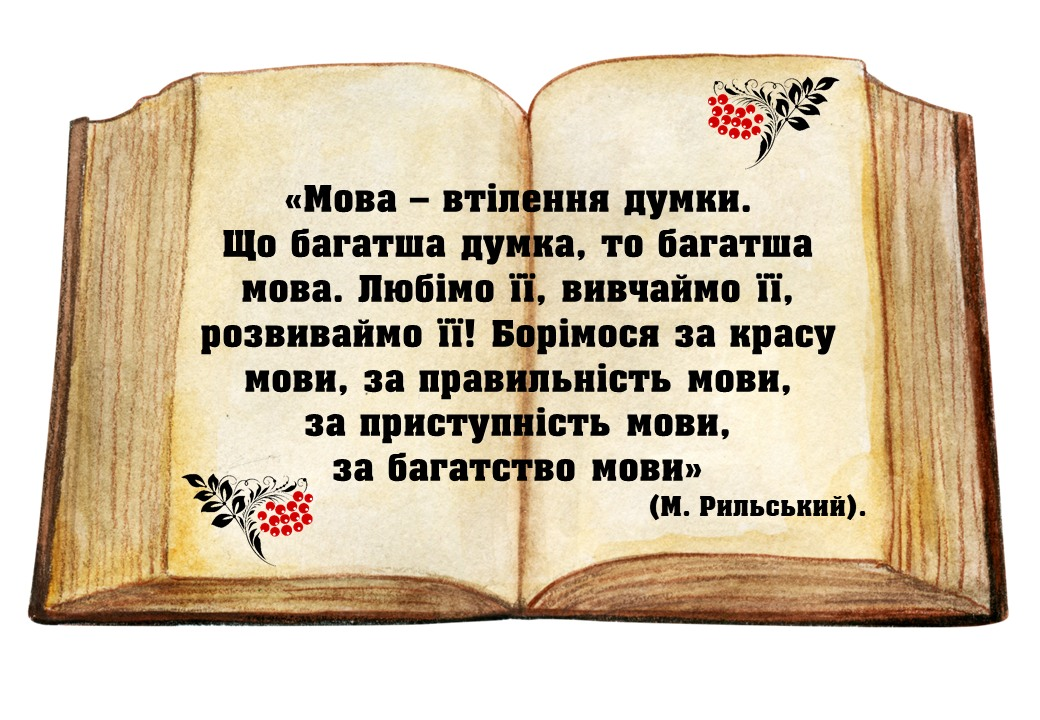 «Мова – втілення думки.
Що багатша думка, то багатша
мова. Любімо її, вивчаймо її,
розвиваймо її! Борімося за красу
мови, за правильність мови,
за приступність мови,
за багатство мови»
(М. Рильський).